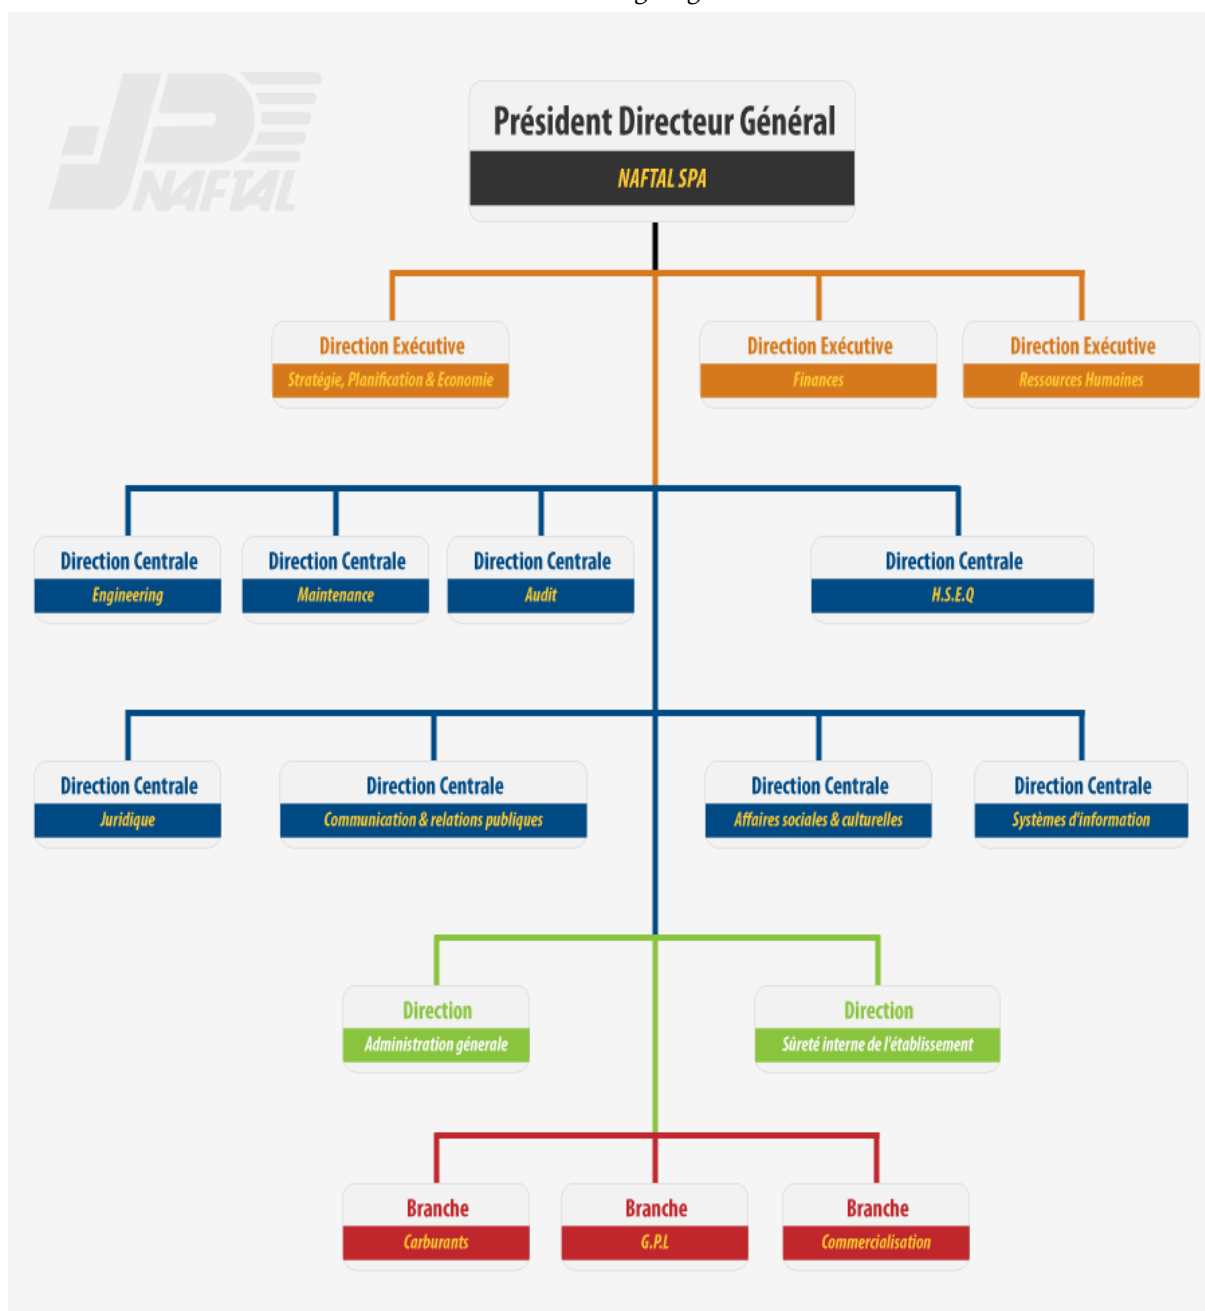 NAFTAL
Président Directeur Général
NAFTAL SPA
Direction Exécutive
Stratégie, Planification & Economie
Direction Exécutive
Finances
Direction Exécutive
Ressources Humaines
Direction Centrale
Engineering
Direction Centrale
Maintenance
Direction Centrale
Audit
Direction Centrale
H.S.E.Q
Direction Centrale
Juridique
Direction Centrale
Communication & relations publiques
Direction Centrale
Affaires sociales & culturelles
Direction Centrale
Systèmes d'information
Direction
Administration génerale
Direction
Sûreté interne de l'établissement
Branche
Carburants
Branche
G.P.L
Branche
Commercialisation